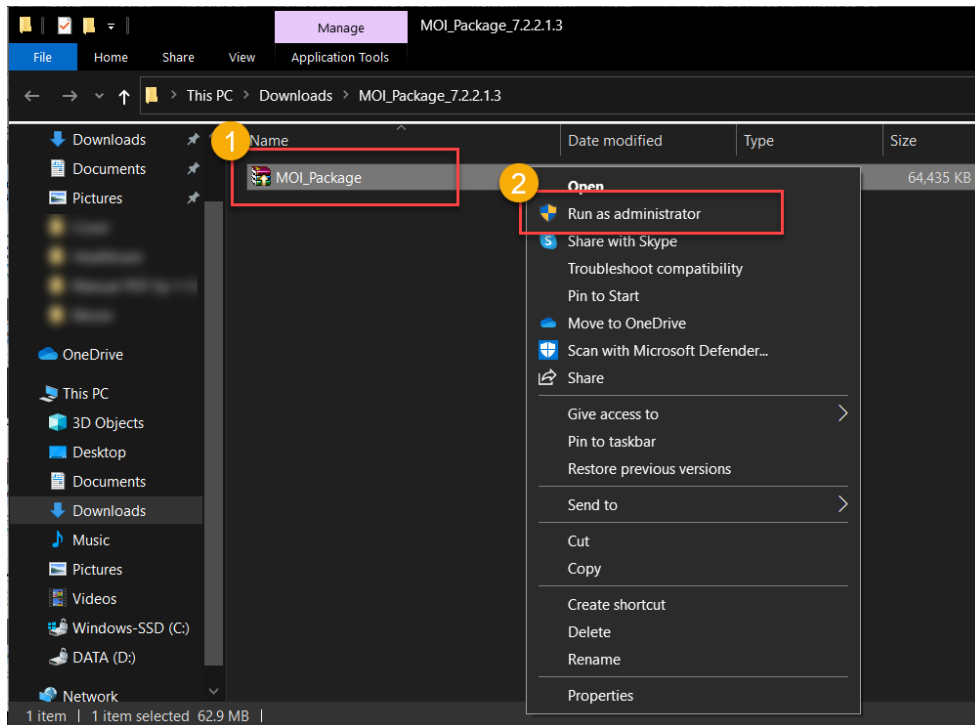 Manage
MOI_Package_7.2.2.1.3
File
Home
Share
View
Application Tools
This PC > Downloads > MOI_Package_7.2.2.1.3
Downloads
Documents
Pictures
OneDrive
This PC
3D Objects
Desktop
Documents
Downloads
Music
Pictures
Videos
Windows-SSD (C:)
DATA (D:)
Network
1
Name
Date modified
Type
Size
MOI_Package
64,435 KB
2
Open
Run as administrator
Share with Skype
Troubleshoot compatibility
Pin to Start
Move to OneDrive
Scan with Microsoft Defender...
Share
Give access to
Pin to taskbar
Restore previous versions
Send to
Cut
Copy
Create shortcut
Delete
Rename
Properties
1 item | 1 item selected 62.9 MB |